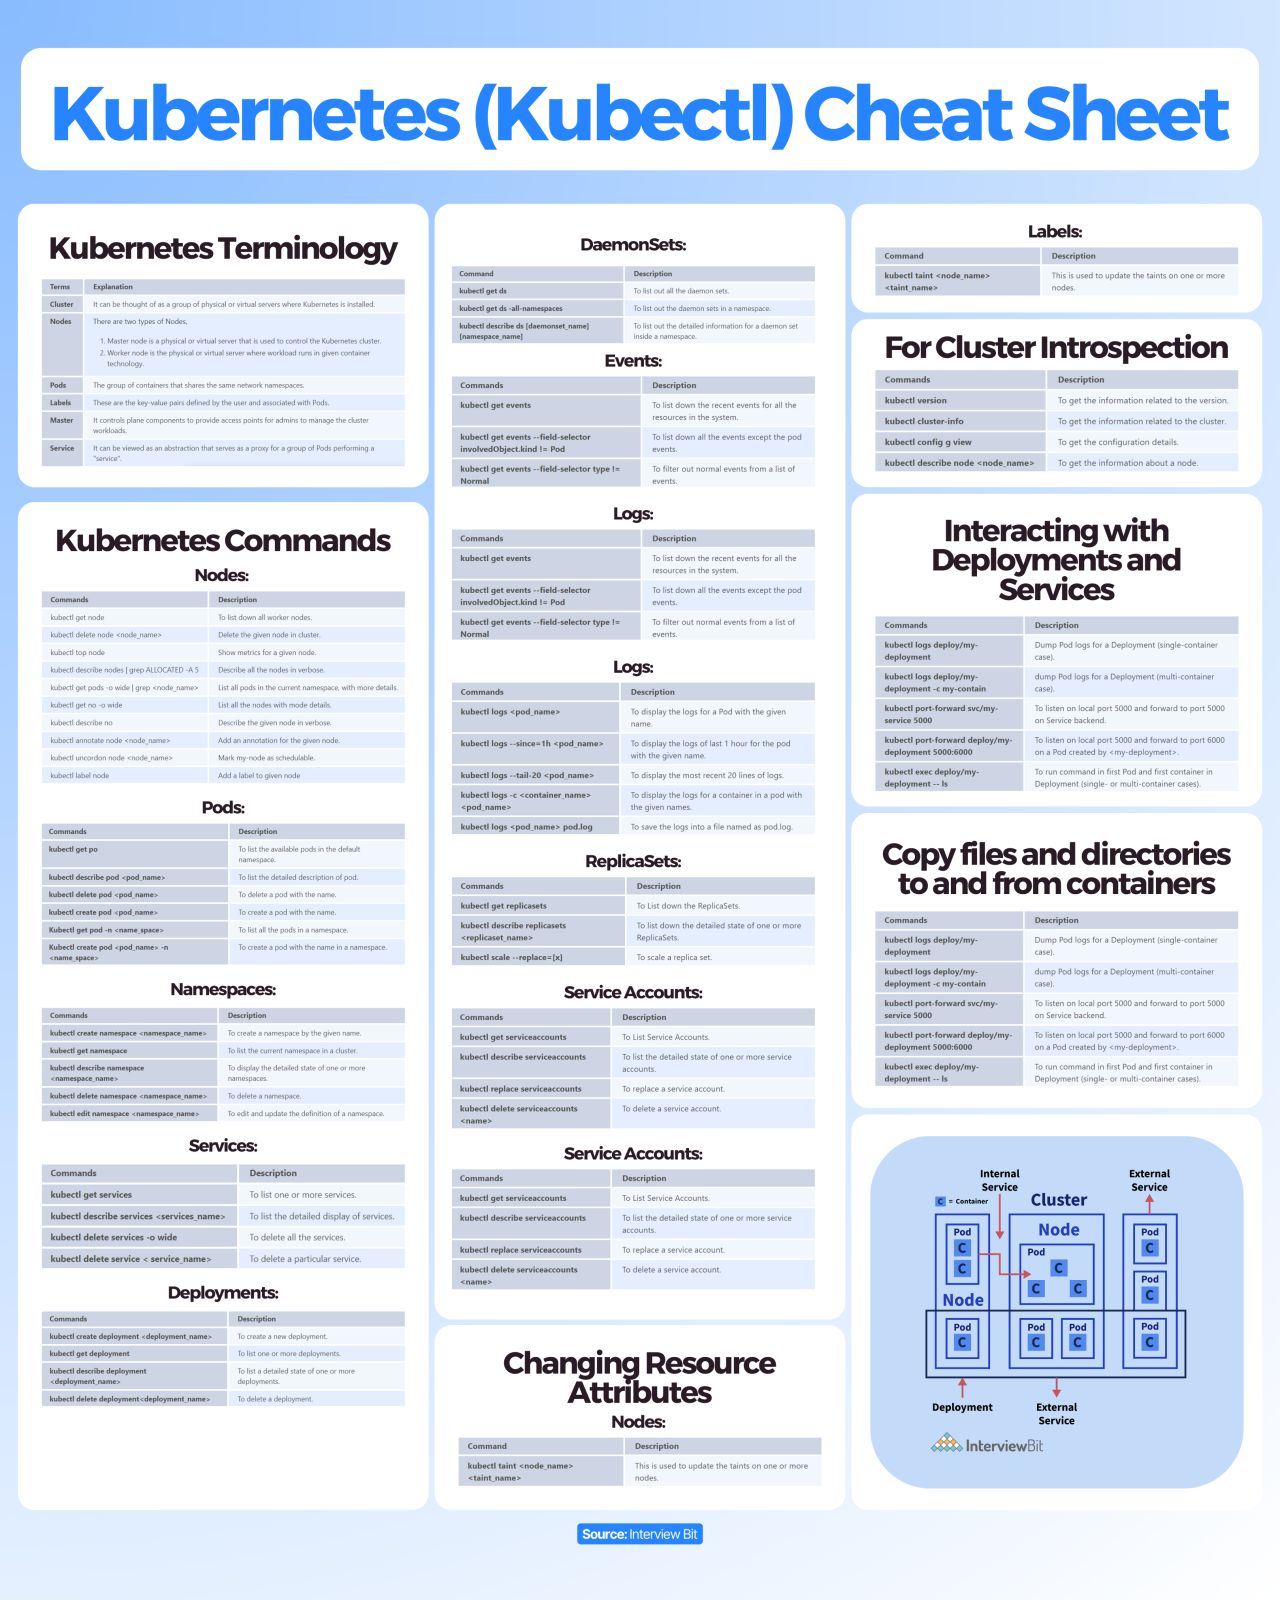 Kubernetes (Kubectl) Cheat Sheet
Kubernetes Terminology
Terms Explanation
Cluster It can be thought of as a group of physical or virtual servers where Kubernetes is installed.
Nodes There are two types of Nodes,
1. Master node is a physical or virtual server that is used to control the Kubernetes cluster.
2. Worker node is the physical or virtual server where workload runs in given container
technology.
Pods The group of containers that shares the same network namespaces.
Labels These are the key-value pairs defined by the user and associated with Pods.
Master It controls plane components to provide access points for admins to manage the cluster
workloads.
Service It can be viewed as an abstraction that serves as a proxy for a group of Pods performing a
"service".
Kubernetes Commands
Nodes:
Commands Description
kubectl get node To list down all worker nodes.
kubectl delete node <node_name> Delete the given node in cluster.
kubectl top node Show metrics for a given node.
kubectl describe nodes | grep ALLOCATED -A 5 Describe all the nodes in verbose.
kubectl get pods -o wide | grep <node_name> List all pods in the current namespace, with more details.
kubectl get no -o wide List all the nodes with mode details.
kubectl describe no Describe the given node in verbose.
kubectl annotate node <node_name> Add an annotation for the given node.
kubectl uncordon node <node_name> Mark my-node as schedulable.
kubectl label node Add a label to given node
Pods:
Commands Description
kubectl get po To list the available pods in the default
namespace.
kubectl describe pod <pod_name> To list the detailed description of pod.
kubectl delete pod <pod_name> To delete a pod with the name.
kubectl create pod <pod_name> To create a pod with the name.
Kubectl get pod -n <name_space> To list all the pods in a namespace.
Kubectl create pod <pod_name> -n To create a pod with the name in a namespace.
<name_space>
Namespaces:
Commands Description
kubectl create namespace <namespace_name> To create a namespace by the given name.
kubectl get namespace To list the current namespace in a cluster.
kubectl describe namespace To display the detailed state of one or more
<namespace_name> namespaces.
kubectl delete namespace <namespace_name> To delete a namespace.
kubectl edit namespace <namespace_name> To edit and update the definition of a namespace.
Services:
Commands Description
kubectl get services To list one or more services.
kubectl describe services <services_name> To list the detailed display of services.
kubectl delete services -o wide To delete all the services.
kubectl delete service < service_name> To delete a particular service.
Deployments:
Commands Description
kubectl create deployment <deployment_name> To create a new deployment.
kubectl get deployment To list one or more deployments.
kubectl describe deployment To list a detailed state of one or more
<deployment_name> deployments.
kubectl delete deployment<deployment_name> To delete a deployment.
DaemonSets:
Command Description
kubectl get ds To list out all the daemon sets.
kubectl get ds -all-namespaces To list out the daemon sets in a namespace.
kubectl describe ds [daemonset_name] To list out the detailed information for a daemon set
[namespace_name] inside a namespace.
Events:
Commands Description
kubectl get events To list down the recent events for all the
resources in the system.
kubectl get events --field-selector To list down all the events except the pod
involvedObject.kind != Pod events.
kubectl get events --field-selector type != To filter out normal events from a list of
Normal events.
Logs:
Commands Description
kubectl get events To list down the recent events for all the
resources in the system.
kubectl get events --field-selector To list down all the events except the pod
involvedObject.kind != Pod events.
kubectl get events --field-selector type != To filter out normal events from a list of
Normal events.
Logs:
Commands Description
kubectl logs <pod_name> To display the logs for a Pod with the given
name.
kubectl logs --since=1h <pod_name> To display the logs of last 1 hour for the pod
with the given name.
kubectl logs --tail-20 <pod_name> To display the most recent 20 lines of logs.
kubectl logs -c <container_name> To display the logs for a container in a pod with
<pod_name> the given names.
kubectl logs <pod_name> pod.log To save the logs into a file named as pod.log.
ReplicaSets:
Commands Description
kubectl get replicasets To List down the ReplicaSets.
kubectl describe replicasets To list down the detailed state of one or more
<replicaset_name> ReplicaSets.
kubectl scale --replace=[x] To scale a replica set.
Service Accounts:
Commands Description
kubectl get serviceaccounts To List Service Accounts.
kubectl describe serviceaccounts To list the detailed state of one or more service
accounts.
kubectl replace serviceaccounts To replace a service account.
kubectl delete serviceaccounts To delete a service account.
<name>
Service Accounts:
Commands Description
kubectl get serviceaccounts To List Service Accounts.
kubectl describe serviceaccounts To list the detailed state of one or more service
accounts.
kubectl replace serviceaccounts To replace a service account.
kubectl delete serviceaccounts To delete a service account.
<name>
Changing Resource
Attributes
Nodes:
Command Description
kubectl taint <node_name> This is used to update the taints on one or more
<taint_name> nodes.
Labels:
Command Description
kubectl taint <node_name> This is used to update the taints on one or more
<taint_name> nodes.
For Cluster Introspection
Commands Description
kubectl version To get the information related to the version.
kubectl cluster-info To get the information related to the cluster.
kubectl config g view To get the configuration details.
kubectl describe node <node_name> To get the information about a node.
Interacting with
Deployments and
Services
Commands Description
kubectl logs deploy/my- Dump Pod logs for a Deployment (single-container
deployment case).
kubectl logs deploy/my- dump Pod logs for a Deployment (multi-container
deployment -c my-contain case).
kubectl port-forward svc/my- To listen on local port 5000 and forward to port 5000
service 5000 on Service backend.
kubectl port-forward deploy/my- To listen on local port 5000 and forward to port 6000
deployment 5000:6000 on a Pod created by <my-deployment>.
kubectl exec deploy/my- To run command in first Pod and first container in
deployment -- ls Deployment (single- or multi-container cases).
Copy files and directories
to and from containers
Commands Description
kubectl logs deploy/my- Dump Pod logs for a Deployment (single-container
deployment case).
kubectl logs deploy/my- dump Pod logs for a Deployment (multi-container
deployment -c my-contain case).
kubectl port-forward svc/my- To listen on local port 5000 and forward to port 5000
service 5000 on Service backend.
kubectl port-forward deploy/my- To listen on local port 5000 and forward to port 6000
deployment 5000:6000 on a Pod created by <my-deployment>.
kubectl exec deploy/my- To run command in first Pod and first container in
deployment -- ls Deployment (single- or multi-container cases).
Internal External
Service Service
C = Container Cluster
Pod Node Pod
C Pod C
C C
C C Pod
Node C
Pod Pod Pod Pod
C C C C
Deployment External
Service
InterviewBit
Source: Interview Bit